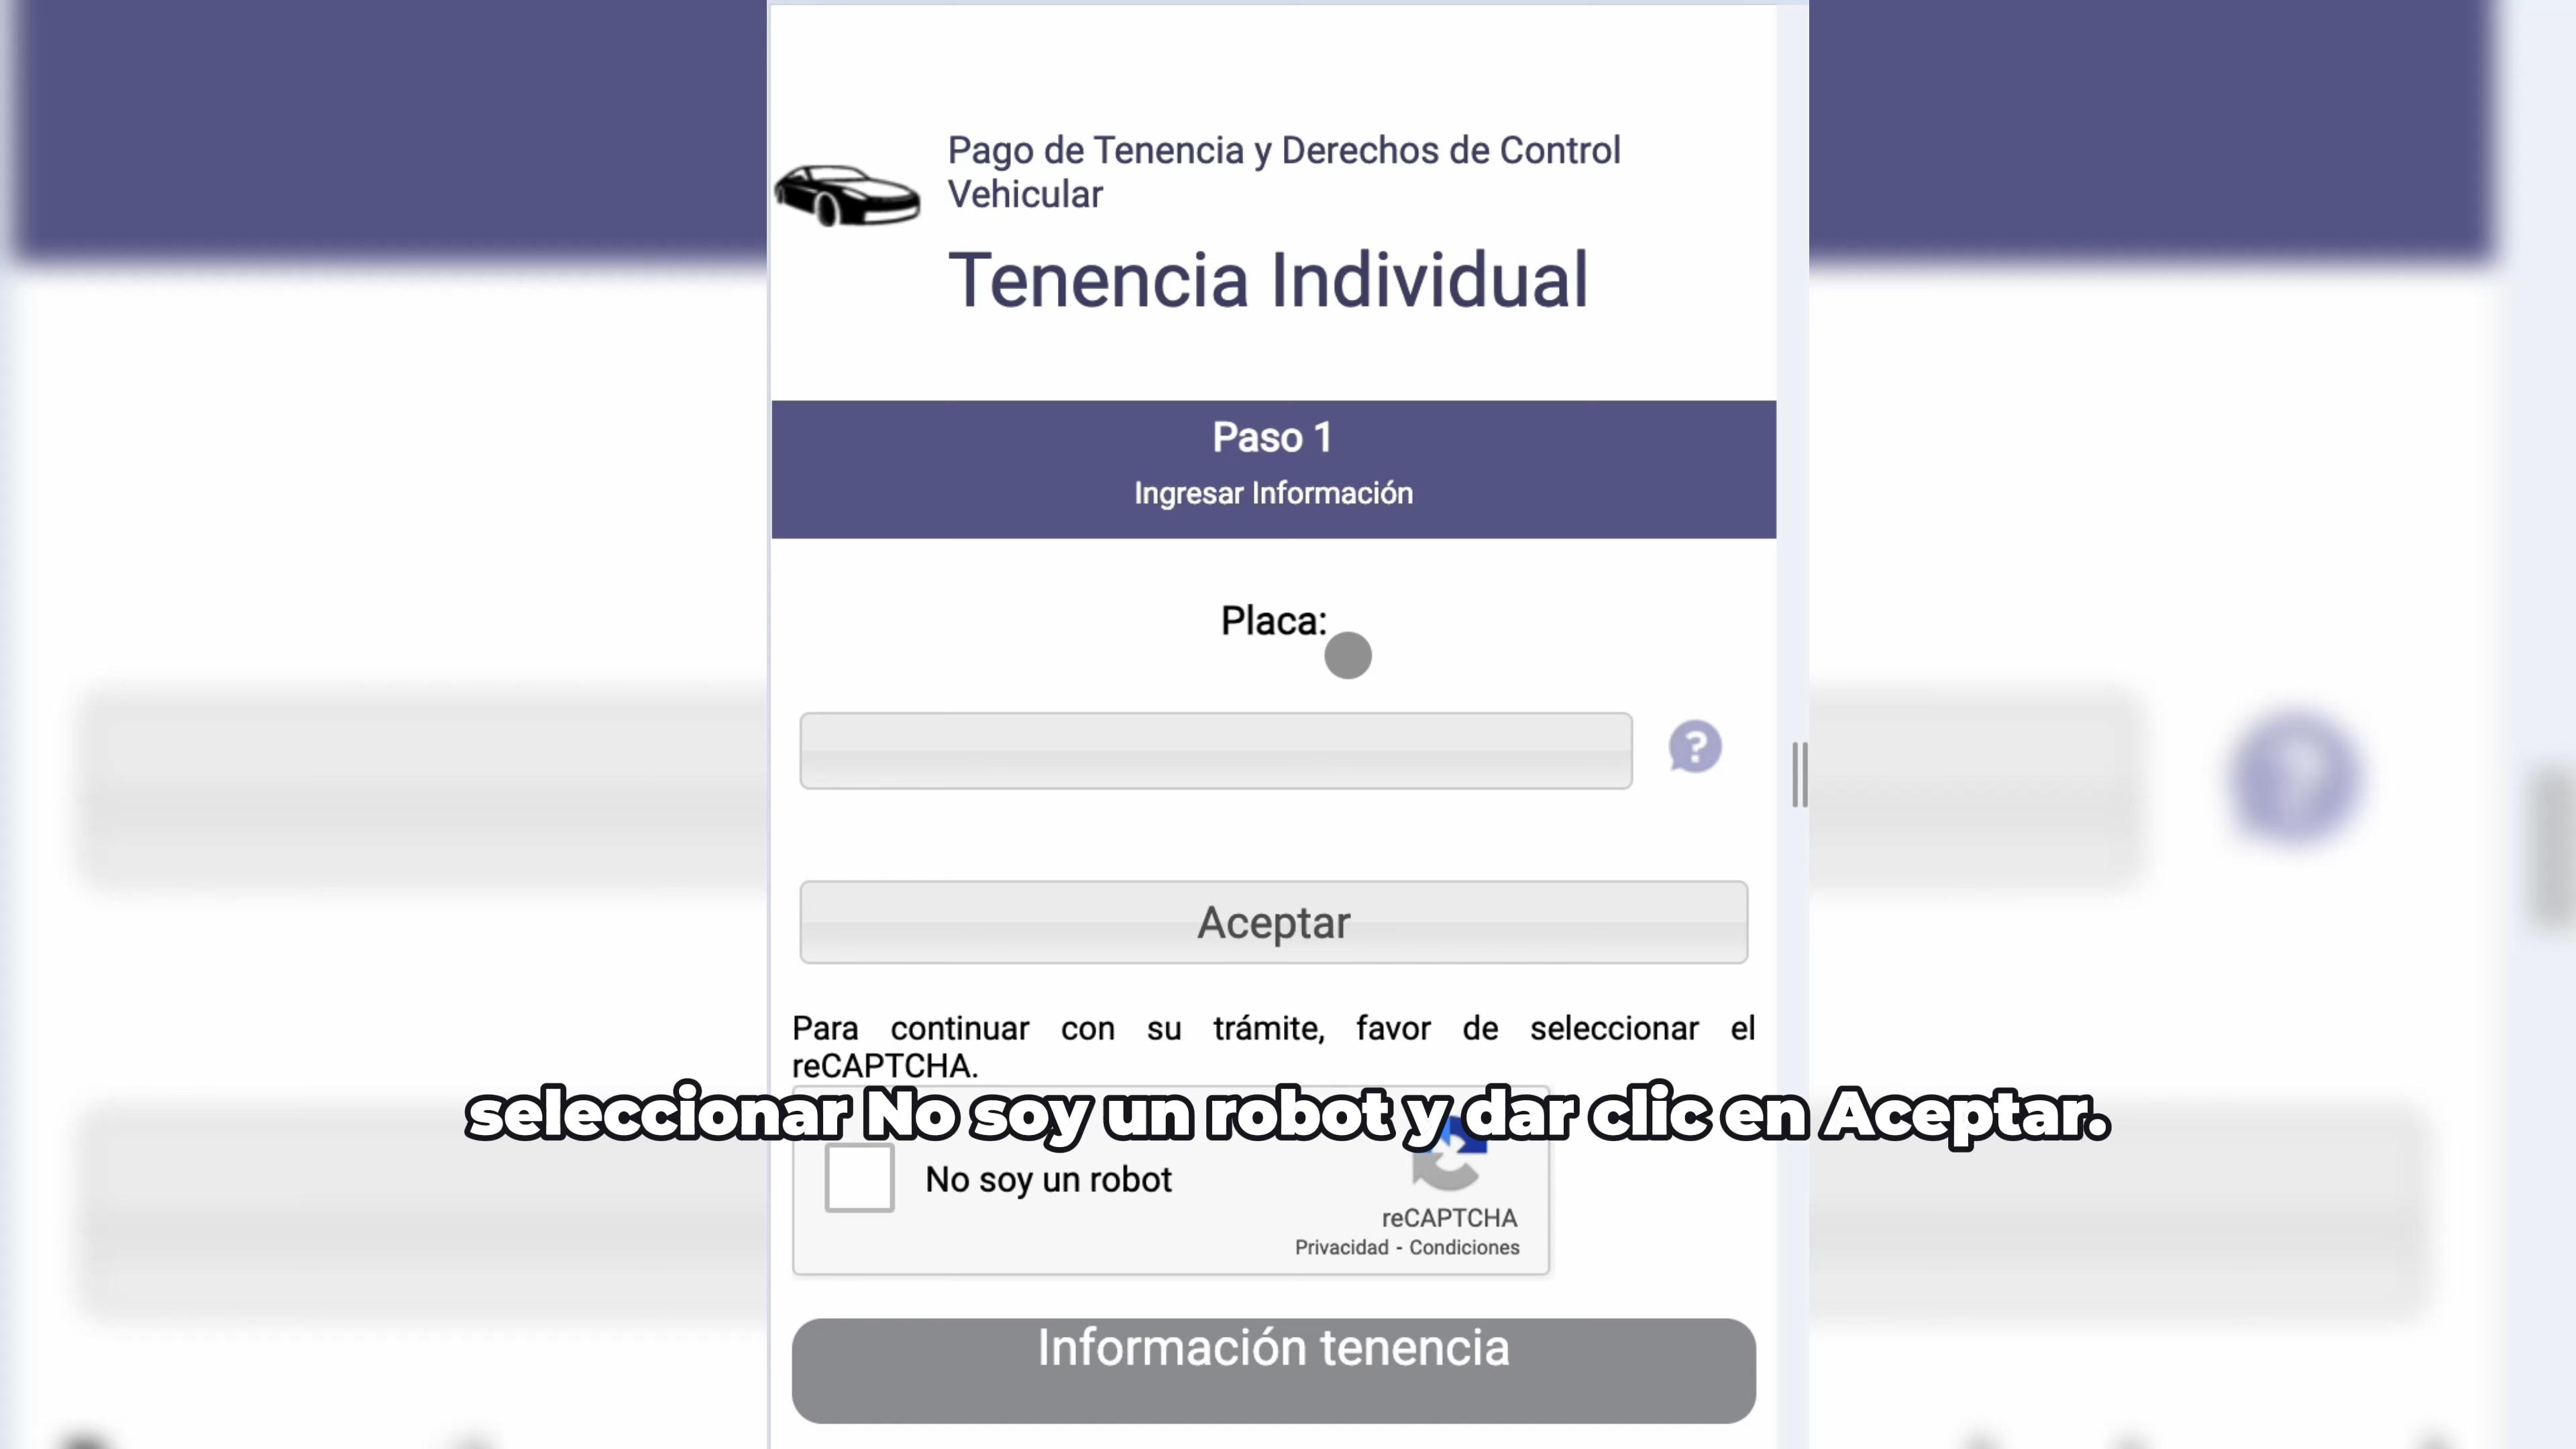 Pago de Tenencia y Derechos de Control
Vehicular
Tenencia Individual
Paso 1
Ingresar Información
Placa:
?
Aceptar
Para continuar con su trámite, favor de seleccionar el
reCAPTCHA.
seleccionar No soy un robot y dar clic en Aceptar.
No soy un robot
reCAPTCHA
Privacidad - Condiciones
Información tenencia